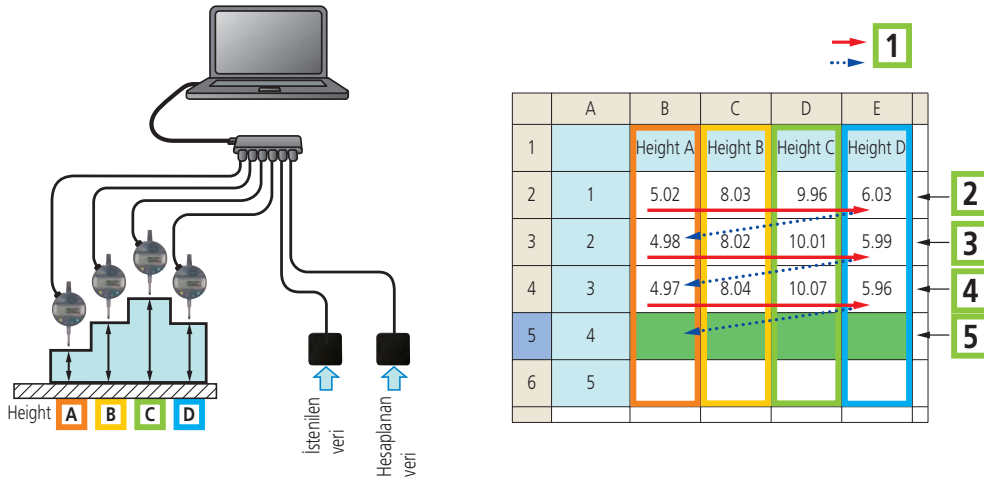 Height A B C D
İstenilen
veri
Hesaplanan
veri
1
A B C D E
1 Height A Height B Height C Height D
2 1 5.02 8.03 9.96 6.03 2
3 2 4.98 8.02 10.01 5.99 3
4 3 4.97 8.04 10.07 5.96 4
5 4 5
6 5